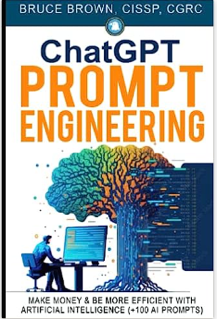 BRUCE BROWN, CISSP, CGRC
ChatGPT
PROMPT
ENGINEERING
MAKE MONEY & BE MORE EFFICIENT WITH
ARTIFICIAL INTELLIGENCE (+100 AI PROMPTS)